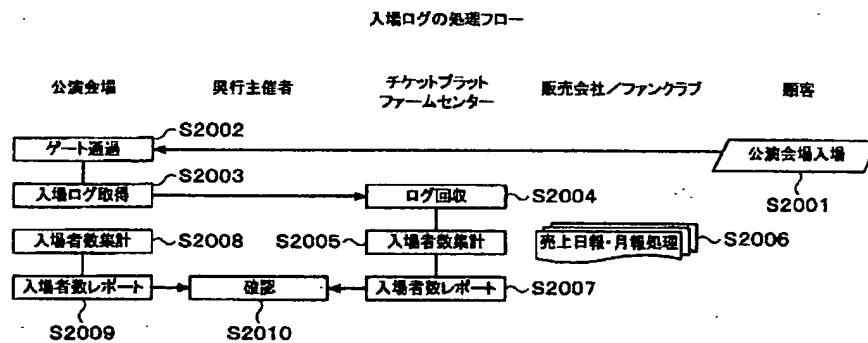 入場ログの処理フロー
公演会場
興行主催者
チケットプラット
ファームセンター
販売会社／ファンクラブ
顧客
S2002
ゲート通過
公演会場入場
S2001
S2003
入場ログ取得
ログ回収
S2004
入場者数集計
S2008
S2005
入場者数集計
売上日報・月報処理
S2006
入場者数レポート
確認
入場者数レポート
S2007
S2009
S2010